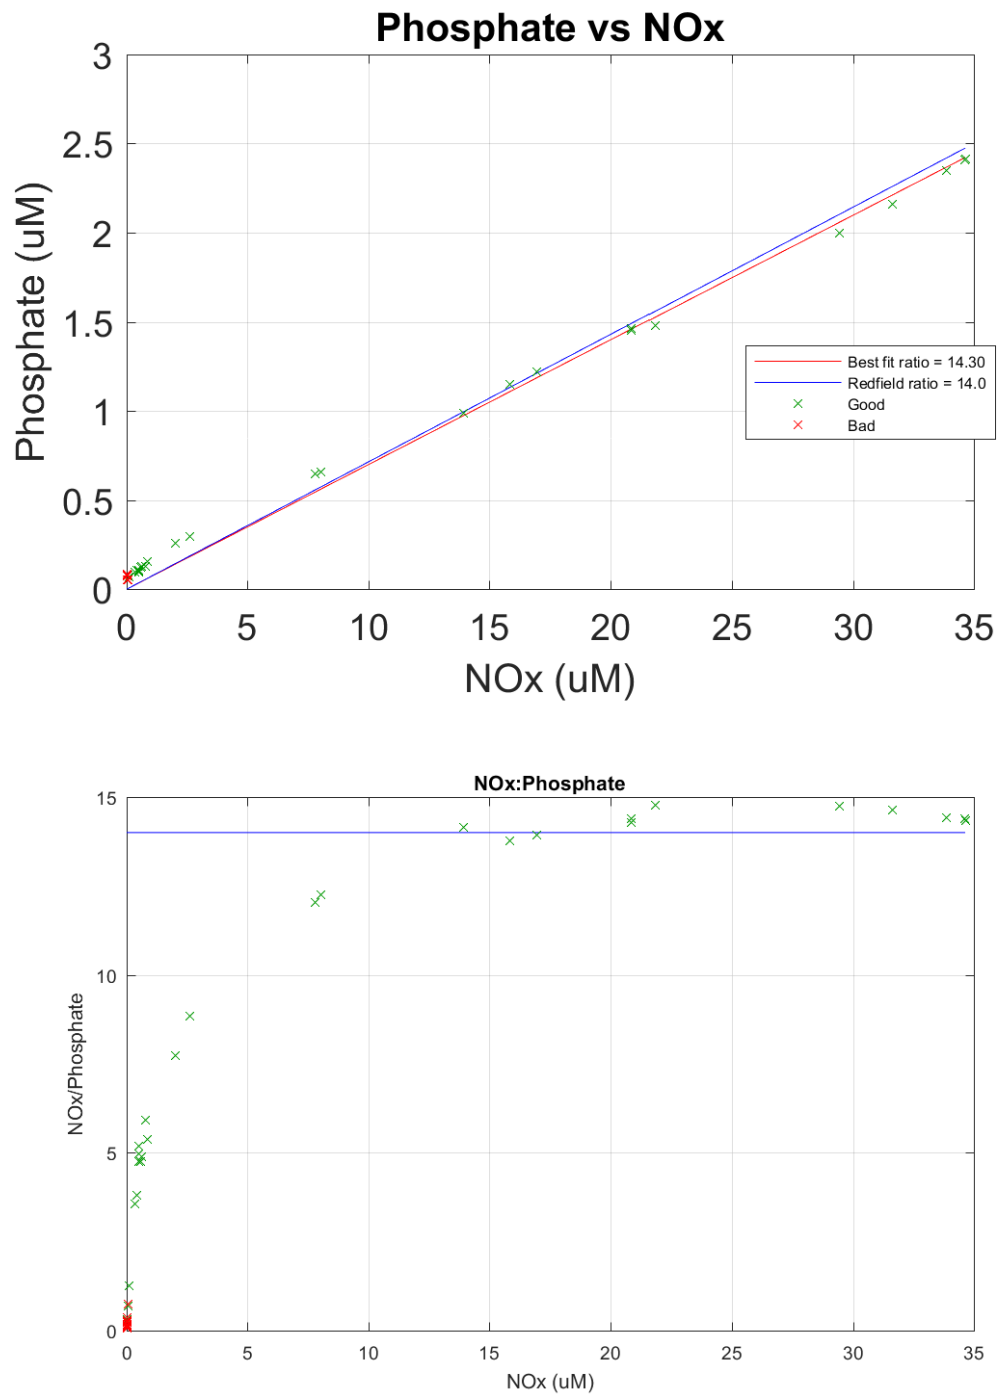 Phosphate vs NOx
3
2.5
2
1.5
1
0.5
0
Phosphate (uM)
Best fit ratio = 14.30
Redfield ratio = 14.0
Good
Bad
0 5 10 15 20 25 30 35
NOx (uM)
NOx:Phosphate
15
10
5
0
NOx/Phosphate
0 5 10 15 20 25 30 35
NOx (uM)